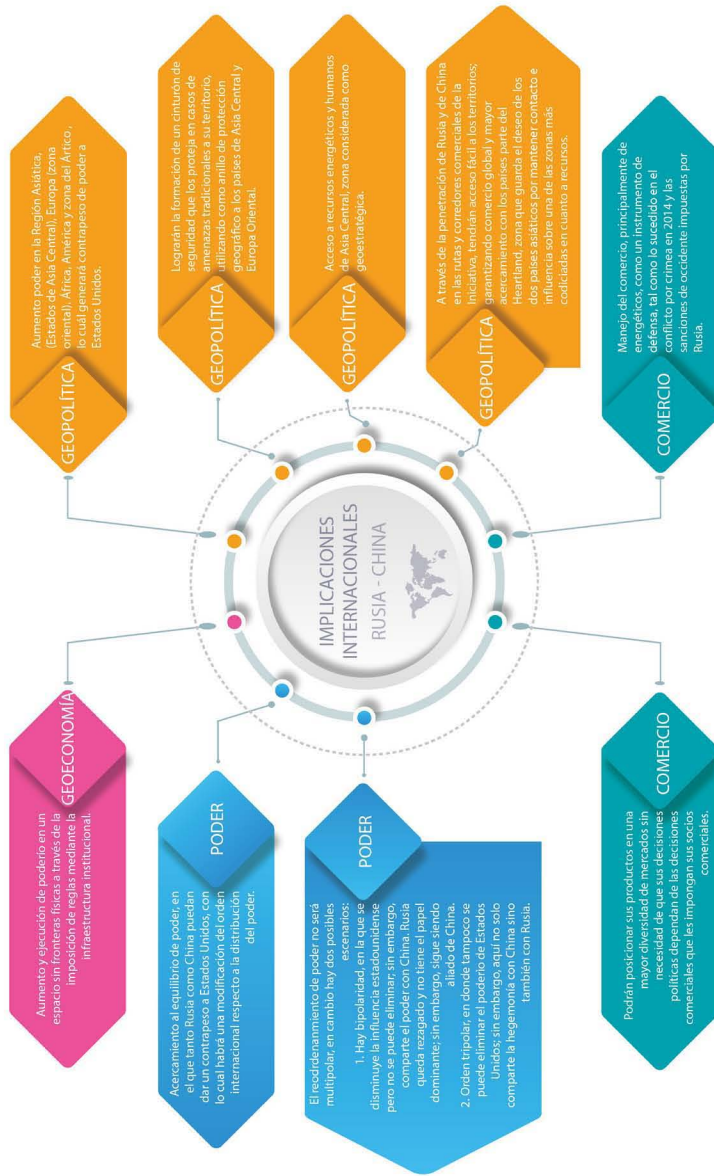 IMPLICACIONES
INTERNACIONALES
RUSIA - CHINA
GEOECONOMÍA
Aumento y ejecución de poderío en un
espacio sin fronteras físicas a través de la
imposición de reglas mediante la
infraestructura institucional.
PODER
Acercamiento al equilibrio de poder, en
el que tanto Rusia como China puedan
dar un contrapeso a Estados Unidos, con
lo cual habrá una modificación del orden
internacional respecto a la distribución
del poder.
PODER
El reodrdenanmiento de poder no será
multipolar, en cambio hay dos posibles
escenarios:
1. Hay bipolaridad, en la que se
disminuye la influencia estadounidense
pero no se puede eliminar; sin embargo,
comparte el poder con China. Rusia
queda rezagado y no tiene el papel
dominante; sin embargo, sigue siendo
aliado de China.
2. Orden tripolar, en donde tampoco se
puede eliminar el poderío de Estados
Unidos; sin embargo, aquí no solo
comparte la hegemonía con China sino
también con Rusia.
COMERCIO
Podrán posicionar sus productos en una
mayor diversidad de mercados sin
necesidad de que sus decisiones
políticas dependan de las decisiones
comerciales que les impongan sus socios
comerciales.
GEOPOLÍTICA
Aumento poder en la Región Asiática,
(Estados de Asia Central), Europa (zona
oriental), África, América y zona del Ártico ,
lo cuál generará contrapeso de poder a
Estados Unidos.
GEOPOLÍTICA
Lograrán la formación de un cinturón de
seguridad que los proteja en casos de
amenazas tradicionales a su territorio,
utilizando como anillo de protección
geográfico a los países de Asia Central y
Europa Oriental.
GEOPOLÍTICA
Acceso a recursos energéticos y humanos
de Asia Central, zona considerada como
geoestratégica.
GEOPOLÍTICA
A través de la penetración de Rusia y de China
en las rutas y corredores comerciales de la
Iniciativa, tendrán acceso fácil a los territorios;
garantizando comercio global y mayor
acercamiento con los países parte del
Heartland, zona que guarda el deseo de los
dos países asiáticos por mantener contacto e
influencia sobre una de las zonas más
codiciadas en cuanto a recursos.
COMERCIO
Manejo del comercio, principalmente de
energéticos, como un instrumento de
defensa, tal como lo sucedido en el
conflicto por crimea en 2014 y las
sanciones de occidente impuestas por
Rusia.